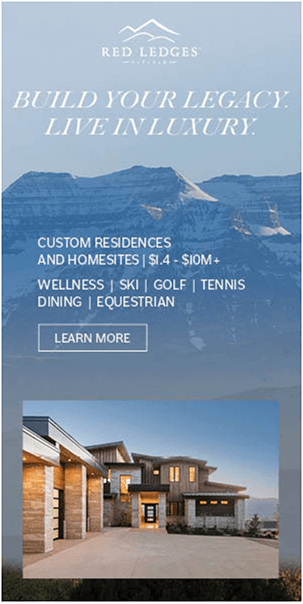 RED LEDGES
UTAH
BUILD YOUR LEGACY.
LIVE IN LUXURY.
CUSTOM RESIDENCES
AND HOMESITES | $1.4 - $10M+
WELLNESS | SKI | GOLF | TENNIS
DINING | EQUESTRIAN
LEARN MORE